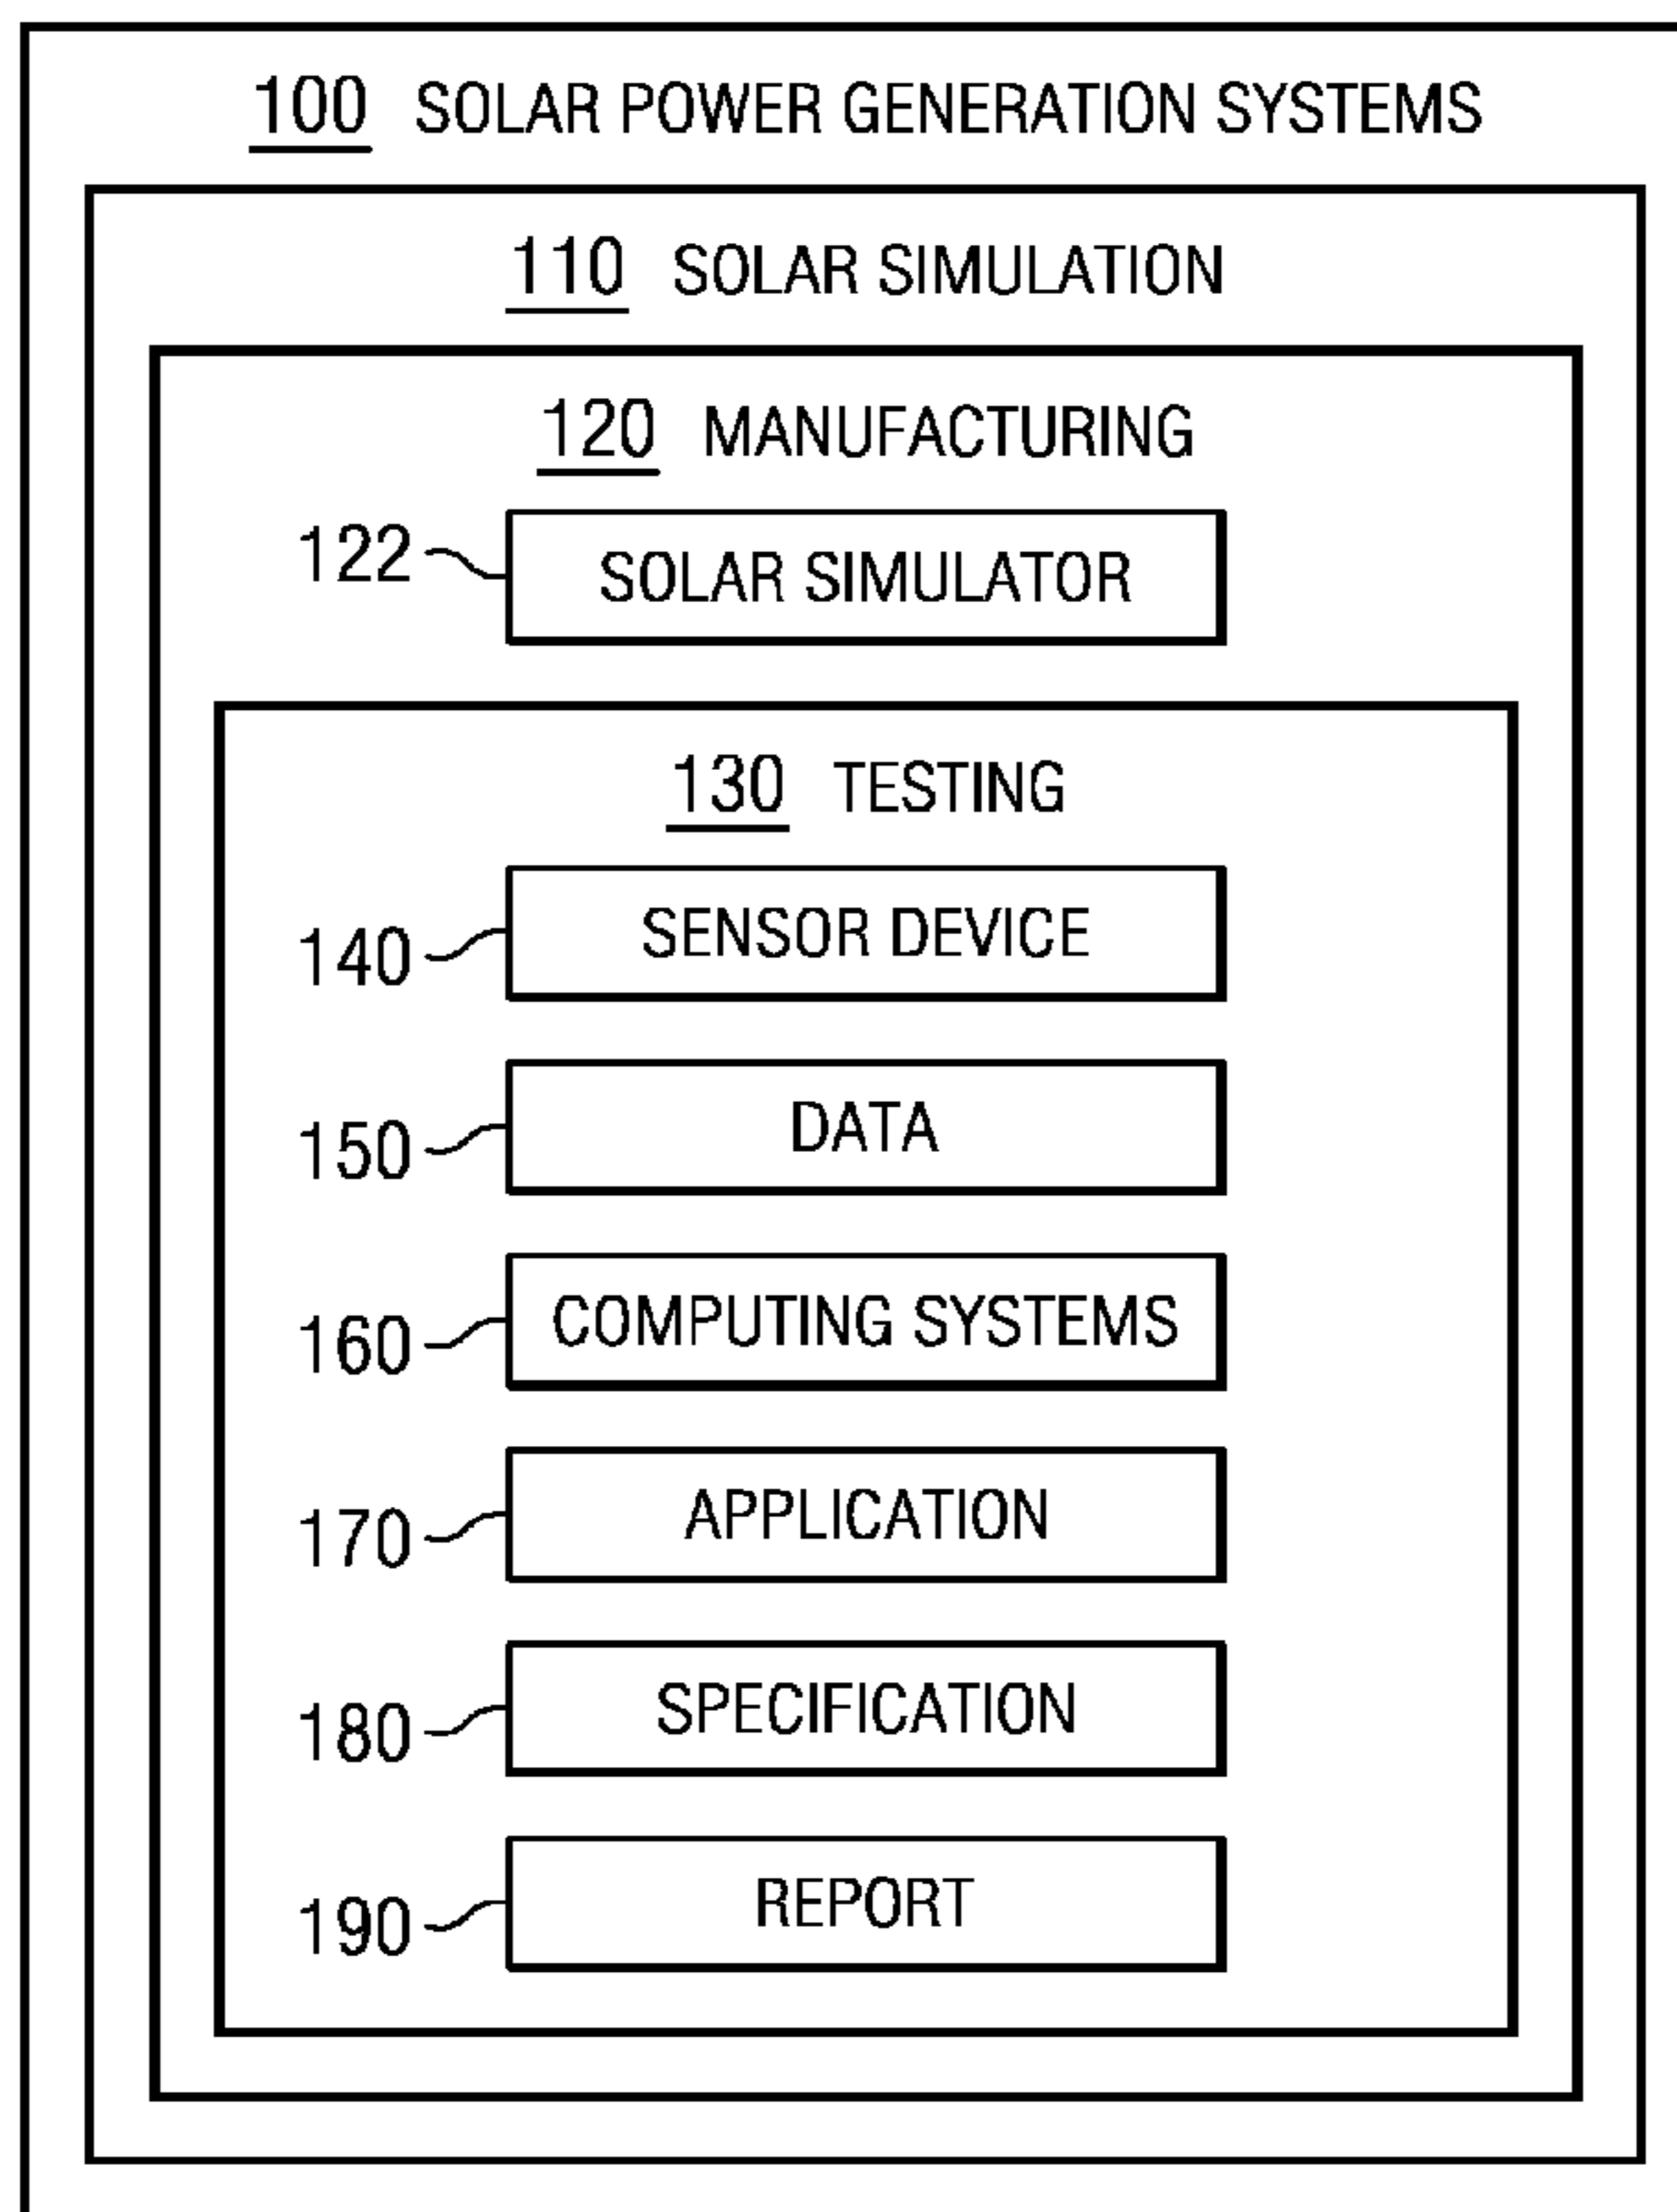 100 SOLAR POWER GENERATION SYSTEMS
110 SOLAR SIMULATION
120 MANUFACTURING
122 SOLAR SIMULATOR
130 TESTING
140 SENSOR DEVICE
150 DATA
160 COMPUTING SYSTEMS
170 APPLICATION
180 SPECIFICATION
190 REPORT